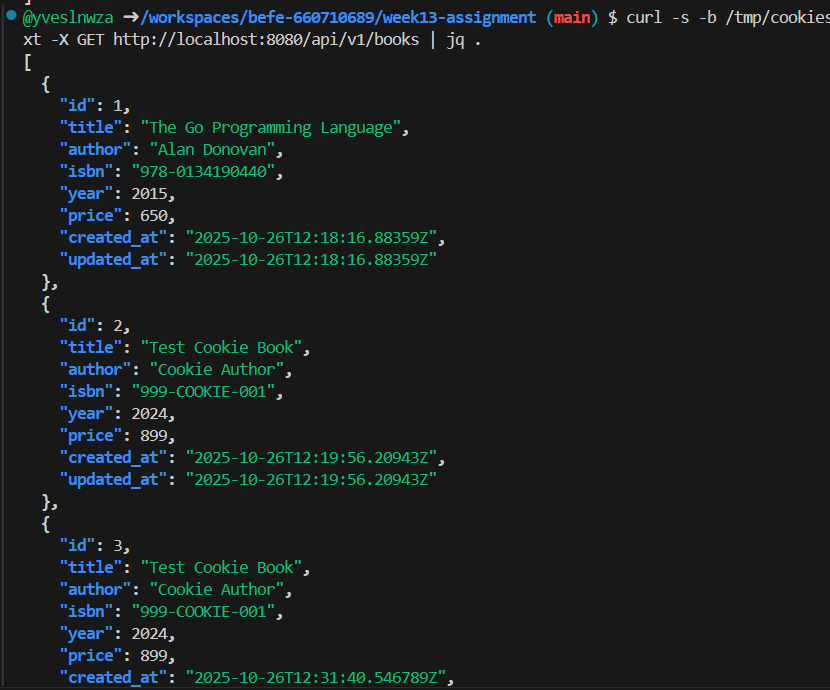 @yveslnwza ➜/workspaces/befe-660710689/week13-assignment (main) $ curl -s -b /tmp/cookies
xt -X GET http://localhost:8080/api/v1/books | jq .
[
  {
    "id": 1,
    "title": "The Go Programming Language",
    "author": "Alan Donovan",
    "isbn": "978-0134190440",
    "year": 2015,
    "price": 650,
    "created_at": "2025-10-26T12:18:16.88359Z",
    "updated_at": "2025-10-26T12:18:16.88359Z"
  },
  {
    "id": 2,
    "title": "Test Cookie Book",
    "author": "Cookie Author",
    "isbn": "999-COOKIE-001",
    "year": 2024,
    "price": 899,
    "created_at": "2025-10-26T12:19:56.20943Z",
    "updated_at": "2025-10-26T12:19:56.20943Z"
  },
  {
    "id": 3,
    "title": "Test Cookie Book",
    "author": "Cookie Author",
    "isbn": "999-COOKIE-001",
    "year": 2024,
    "price": 899,
    "created_at": "2025-10-26T12:31:40.546789Z",